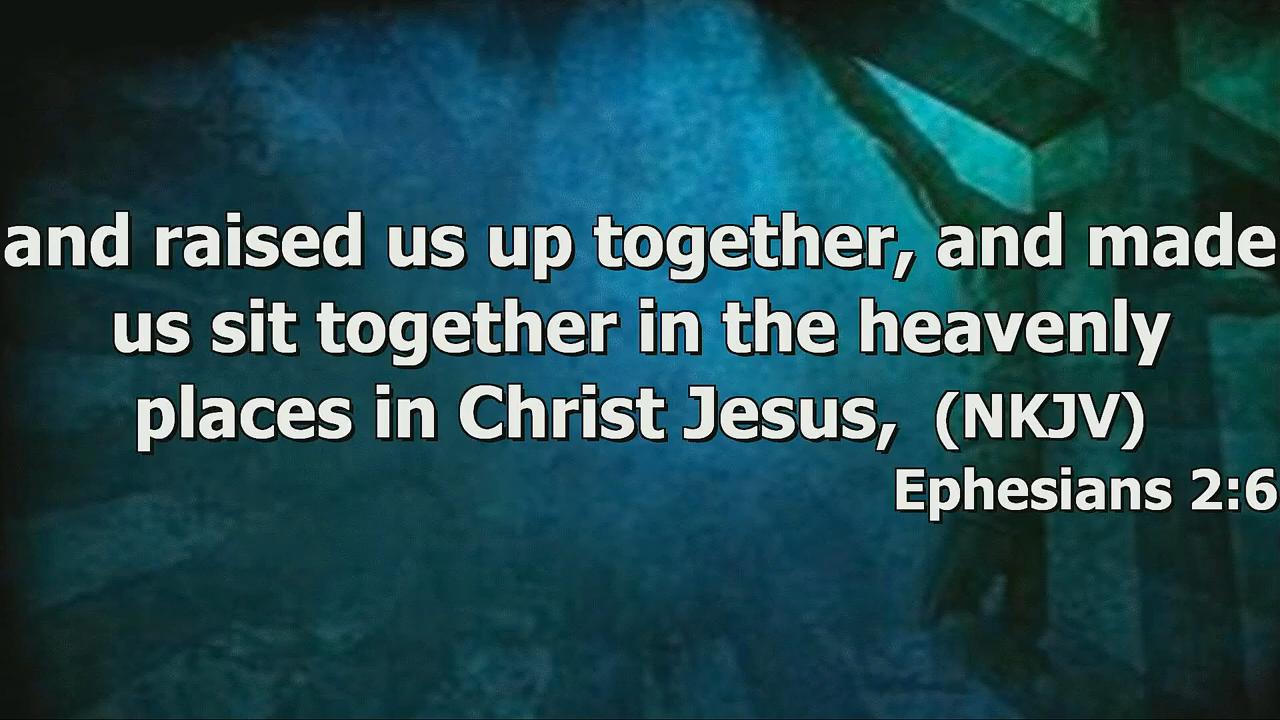 and raised us up together, and made
us sit together in the heavenly
places in Christ Jesus, (NKJV)
Ephesians 2:6